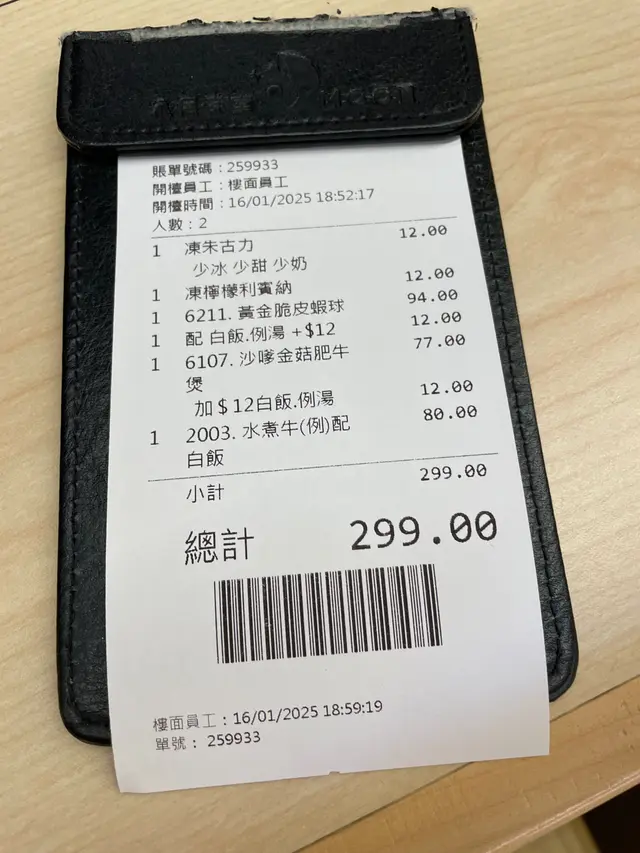 賬單號碼：259933
開檯員工：樓面員工
開檯時間：16/01/2025 18:52:17
人數：2
1 凍朱古力 12.00
少冰 少甜 少奶
1 凍檸檬利賓納 12.00
1 6211. 黃金脆皮蝦球 94.00
1 配 白飯.例湯 +$12 12.00
1 6107. 沙嗲金菇肥牛 77.00
煲
加＄12白飯.例湯 12.00
1 2003. 水煮牛(例)配 80.00
白飯
小計 299.00
總計 299.00
樓面員工：16/01/2025 18:59:19
單號： 259933